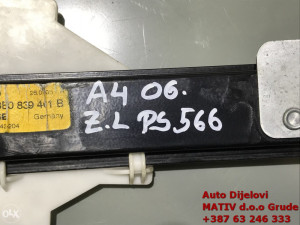 8E0 839 461 B
Germany
A4 06.
Z.L PS566
Auto Dijelovi
MATIV d.o.o Grude
+387 63 246 333